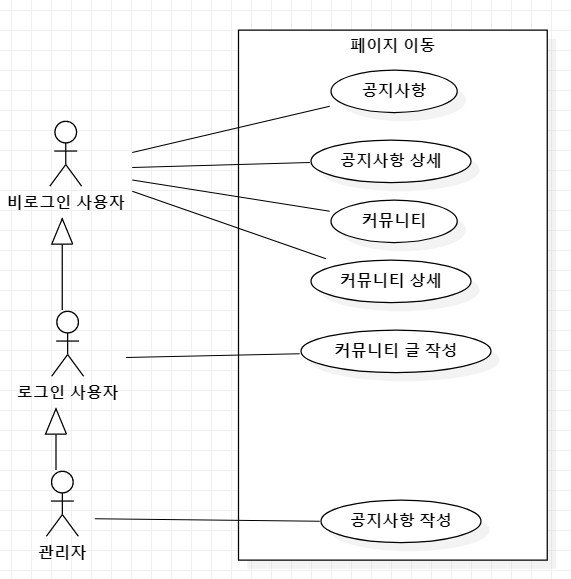 페이지 이동
공지사항
공지사항 상세
비로그인 사용자
커뮤니티
커뮤니티 상세
커뮤니티 글 작성
로그인 사용자
공지사항 작성
관리자